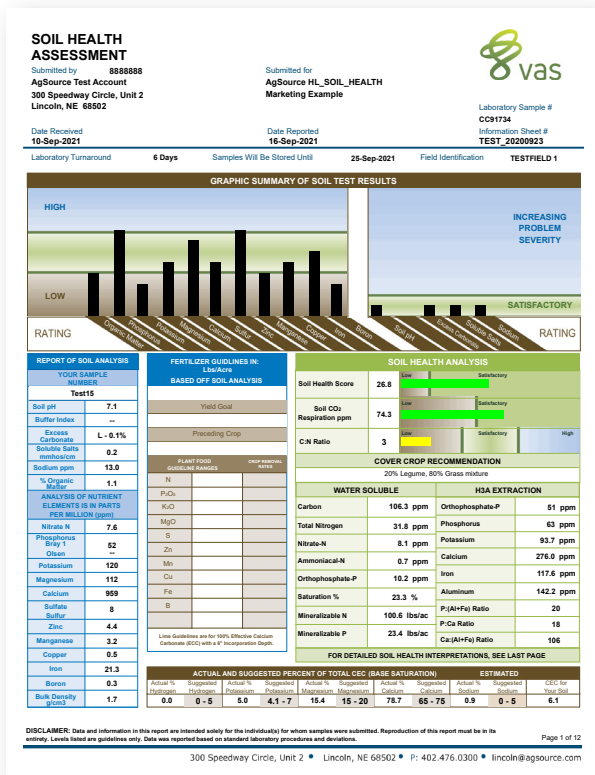 SOIL HEALTH
ASSESSMENT
Submitted by 8888888
AgSource Test Account
300 Speedway Circle, Unit 2
Lincoln, NE 68502
Submitted for
AgSource HL_SOIL_HEALTH
Marketing Example
vas
Laboratory Sample #
CC91734
Date Received
10-Sep-2021
Date Reported
16-Sep-2021
Information Sheet #
TEST_20200923
Laboratory Turnaround 6 Days Samples Will Be Stored Until 25-Sep-2021 Field Identification TESTFIELD 1
GRAPHIC SUMMARY OF SOIL TEST RESULTS
HIGH
LOW
INCREASING
PROBLEM
SEVERITY
SATISFACTORY
RATING Organic Matter Phosphorus Potassium Magnesium Calcium Sulfur Zinc Manganese Copper Iron Boron Soil pH Excess Carbonate Soluble Salts Sodium RATING
REPORT OF SOIL ANALYSIS
YOUR SAMPLE
NUMBER
Test15
Soil pH 7.1
Buffer Index --
Excess
Carbonate L - 0.1%
Soluble Salts
mmhos/cm 0.2
Sodium ppm 13.0
% Organic
Matter 1.1
ANALYSIS OF NUTRIENT
ELEMENTS IS IN PARTS
PER MILLION (ppm)
Nitrate N 7.6
Phosphorus
Bray 1 52
Olsen --
Potassium 120
Magnesium 112
Calcium 959
Sulfate
Sulfur 8
Zinc 4.4
Manganese 3.2
Copper 0.5
Iron 21.3
Boron 0.3
Bulk Density
g/cm3 1.7
FERTILIZER GUIDLINES IN:
Lbs/Acre
BASED OFF SOIL ANALYSIS
Yield Goal
Preceding Crop
PLANT FOOD
GUIDELINE RANGES
CROP REMOVAL
RATES
N
P₂O₅
K₂O
MgO
S
Zn
Mn
Cu
Fe
B
Lime Guidelines are for 100% Effective Calcium
Carbonate (ECC) with a 6" Incorporation Depth.
SOIL HEALTH ANALYSIS
Soil Health Score 26.8 Low Satisfactory
Soil CO₂
Respiration ppm 74.3 Low Satisfactory
C:N Ratio 3 Low Satisfactory High
COVER CROP RECOMMENDATION
20% Legume, 80% Grass mixture
WATER SOLUBLE
Carbon 106.3 ppm
Total Nitrogen 31.8 ppm
Nitrate-N 8.1 ppm
Ammoniacal-N 0.7 ppm
Orthophosphate-P 10.2 ppm
Saturation % 23.3 %
Mineralizable N 100.6 lbs/ac
Mineralizable P 23.4 lbs/ac
H3A EXTRACTION
Orthophosphate-P 51 ppm
Phosphorus 63 ppm
Potassium 93.7 ppm
Calcium 276.0 ppm
Iron 117.6 ppm
Aluminum 142.2 ppm
P:(Al+Fe) Ratio 20
P:Ca Ratio 18
Ca:(Al+Fe) Ratio 106
FOR DETAILED SOIL HEALTH INTERPRETATIONS, SEE LAST PAGE
ACTUAL AND SUGGESTED PERCENT OF TOTAL CEC (BASE SATURATION) ESTIMATED
Actual % Suggested Actual % Suggested Actual % Suggested Actual % Suggested Actual % Suggested CEC for
Hydrogen Hydrogen Potassium Potassium Magnesium Magnesium Calcium Calcium Sodium Sodium Your Soil
0.0 0 - 5 5.0 4.1 - 7 15.4 15 - 20 78.7 65 - 75 0.9 0 - 5 6.1
DISCLAIMER: Data and information in this report are intended solely for the individual(s) for whom samples were submitted. Reproduction of this report must be in its
entirety. Levels listed are guidelines only. Data was reported based on standard laboratory procedures and deviations.
Page 1 of 12
300 Speedway Circle, Unit 2 • Lincoln, NE 68502 • P: 402.476.0300 • lincoln@agsource.com